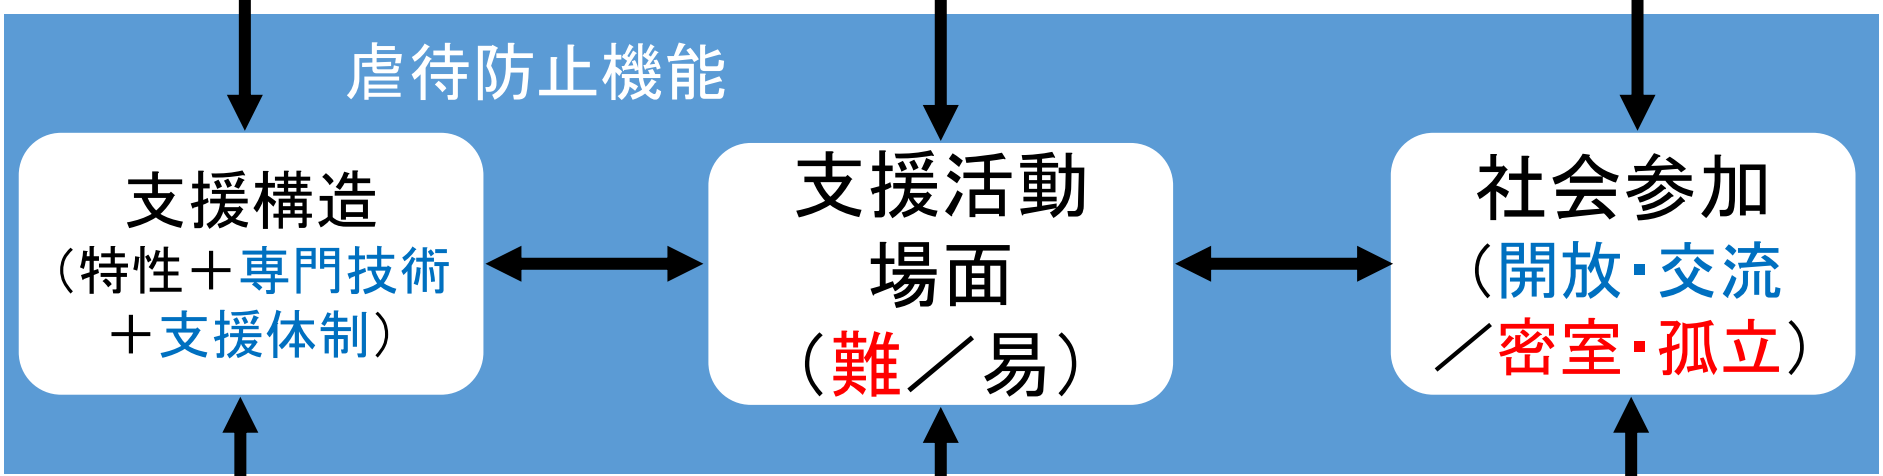 虐待防止機能
支援構造
（特性＋専門技術
＋支援体制）
支援活動
場面
（難／易）
社会参加
（開放・交流
／密室・孤立）